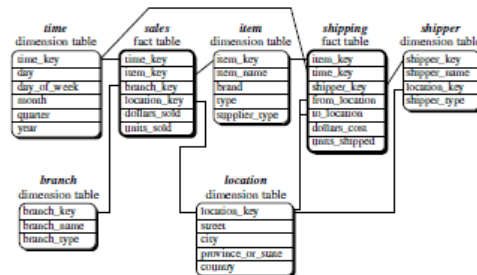 time
dimension table
time_key
day
day_of_week
month
quarter
year
sales
fact table
time_key
item_key
branch_key
location_key
dollars_sold
units_sold
item
dimension table
item_key
item_name
brand
type
supplier_type
shipping
fact table
item_key
time_key
shipper_key
from_location
to_location
dollars_cost
units_shipped
shipper
dimension table
shipper_key
shipper_name
location_key
shipper_type
branch
dimension table
branch_key
branch_name
branch_type
location
dimension table
location_key
street
city
province_or_state
country